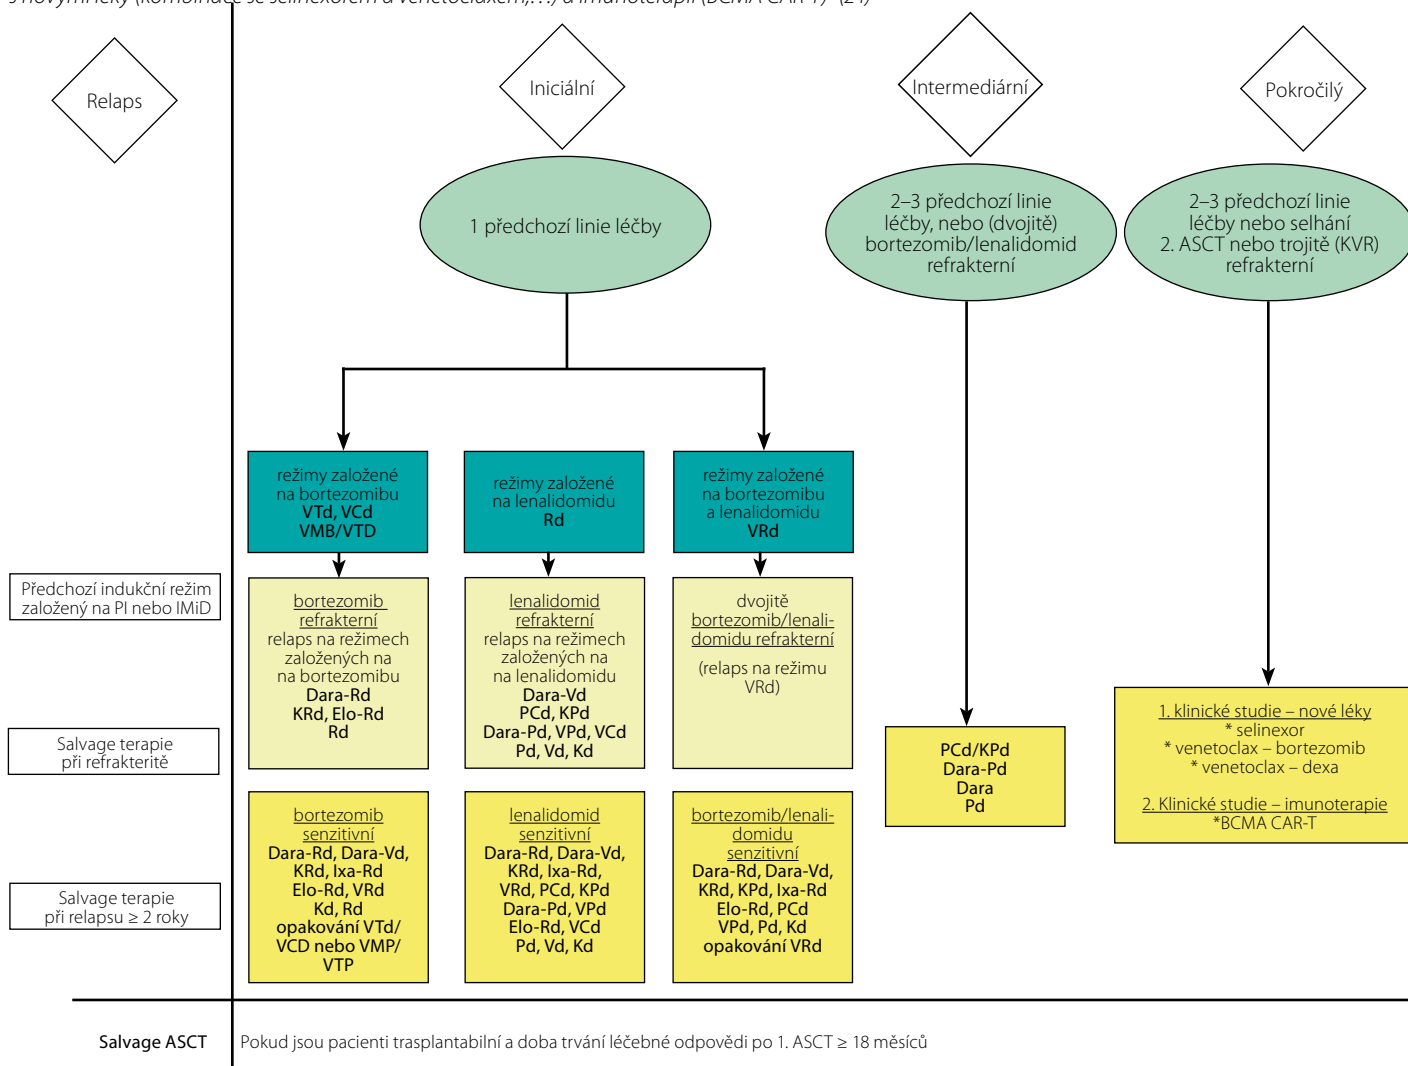 s novými léky (kombinace se selinexorem a venetoclaxem,…) a imunoterapií (BCMA CAR-T)“ (24)
Relaps
Iniciální
Intermediární
Pokročilý
1 předchozí linie léčby
2–3 předchozí linie
léčby, nebo (dvojitě)
bortezomib/lenalidomid
refrakterní
2–3 předchozí linie
léčby nebo selhání
2. ASCT nebo trojitě (KVR)
refrakterní
režimy založené
na bortezomibu
VTd, VCd
VMB/VTD
režimy založené
na lenalidomidu
Rd
režimy založené
na bortezomibu
a lenalidomidu
VRd
Předchozí indukční režim
založený na PI nebo IMiD
bortezomib
refrakterní
relaps na režimech
založených na
na bortezomibu
Dara-Rd
KRd, Elo-Rd
Rd
lenalidomid
refrakterní
relaps na režimech
založených na
na lenalidomidu
Dara-Vd
PCd, KPd
Dara-Pd, VPd, VCd
Pd, Vd, Kd
dvojitě
bortezomib/lenali-
domidu refrakterní
(relaps na režimu
VRd)
Salvage terapie
při refrakteritě
PCd/KPd
Dara-Pd
Dara
Pd
1. klinické studie – nové léky
* selinexor
* venetoclax – bortezomib
* venetoclax – dexa
2. Klinické studie – imunoterapie
*BCMA CAR-T
Salvage terapie
při relapsu ≥ 2 roky
bortezomib
senzitivní
Dara-Rd, Dara-Vd,
KRd, Ixa-Rd
Elo-Rd, VRd
Kd, Rd
opakování VTd/
VCD nebo VMP/
VTP
lenalidomid
senzitivní
Dara-Rd, Dara-Vd,
KRd, Ixa-Rd,
VRd, PCd, KPd
Dara-Pd, VPd
Elo-Rd, VCd
Pd, Vd, Kd
bortezomib/lenali-
domidu
senzitivní
Dara-Rd, Dara-Vd,
KRd, KPd, Ixa-Rd
Elo-Rd, PCd
VPd, Pd, Kd
opakování VRd
Salvage ASCT
Pokud jsou pacienti trasplantabilní a doba trvání léčebné odpovědi po 1. ASCT ≥ 18 měsíců